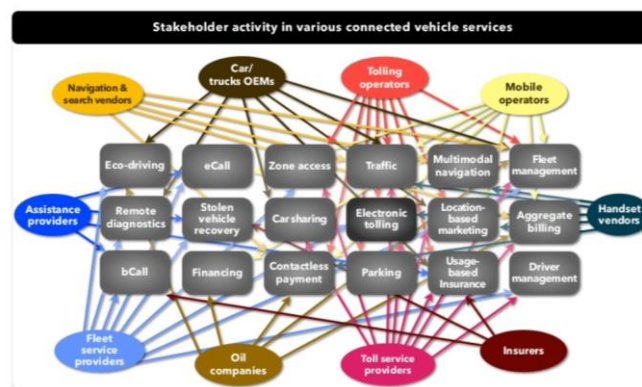 Stakeholder activity in various connected vehicle services
Navigation &
search vendors
Car/
trucks OEMs
Tolling
operators
Mobile
operators
Eco-driving
eCall
Zone access
Traffic
Multimodal
navigation
Fleet
management
Assistance
providers
Remote
diagnostics
Stolen
vehicle
recovery
Car sharing
Electronic
tolling
Location-
based
marketing
Aggregate
billing
Handset
vendors
bCall
Financing
Contactless
payment
Parking
Usage-
based
Insurance
Driver
management
Fleet
service
providers
Oil
companies
Toll service
providers
Insurers